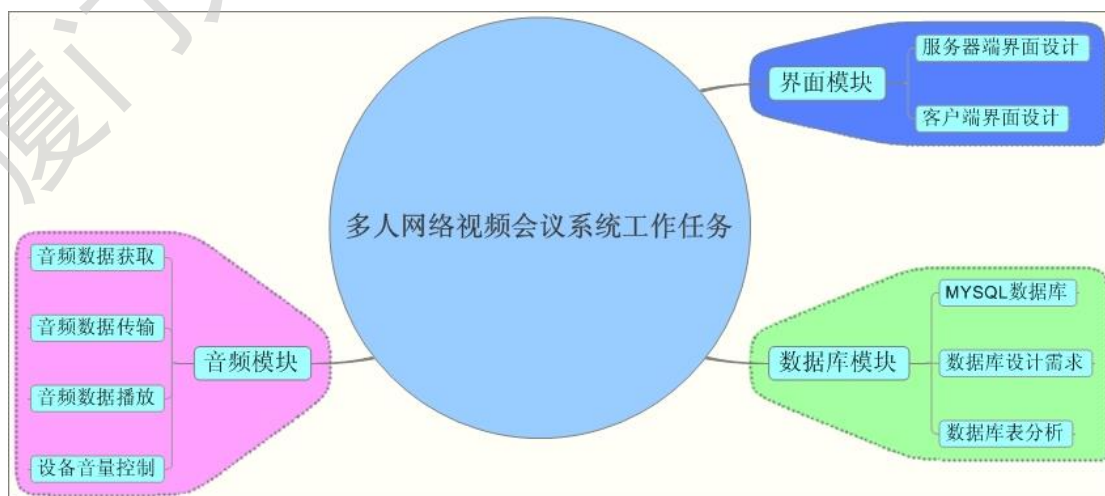 多人网络视频会议系统工作任务
界面模块
服务器端界面设计
客户端界面设计
音频模块
音频数据获取
音频数据传输
音频数据播放
设备音量控制
数据库模块
MYSQL数据库
数据库设计需求
数据库表分析
厦门